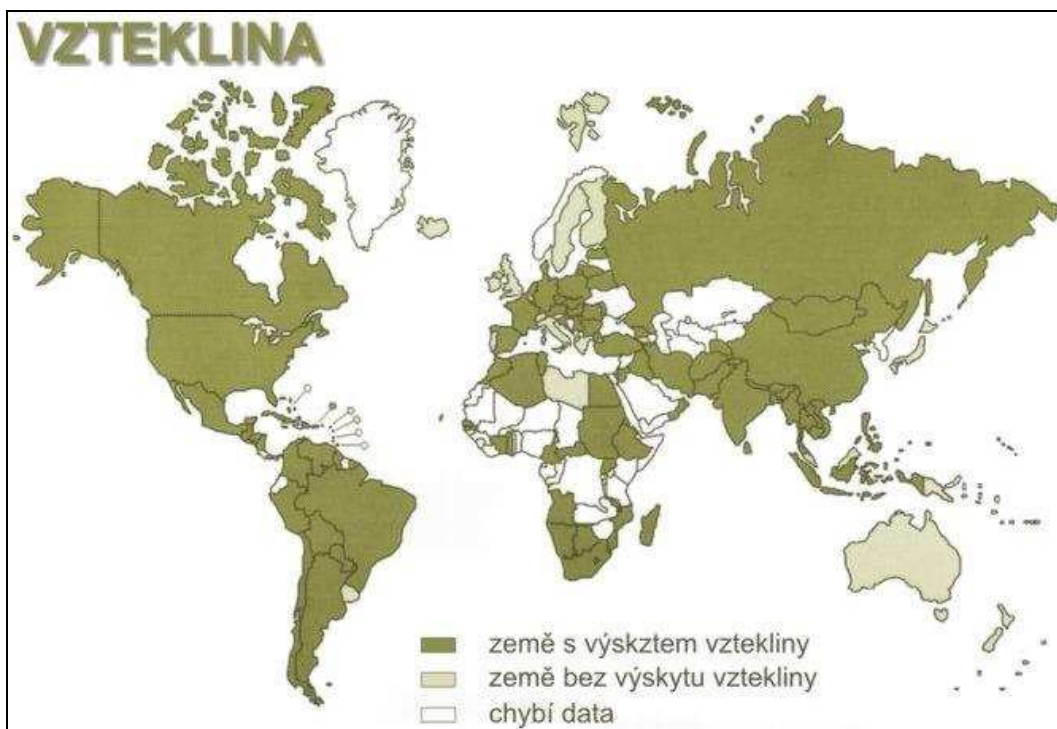 VZTEKLINA
země s výskztem vztekliny
země bez výskytu vztekliny
chybí data